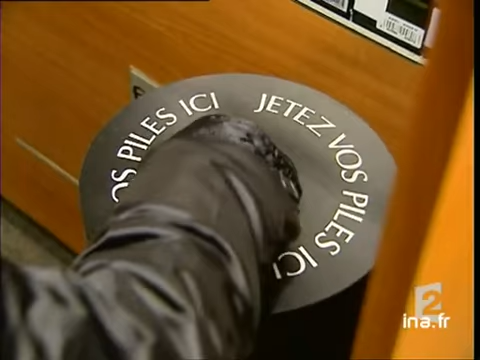 JETEZ VOS PILES ICI
OS PILES ICI
2
ina.fr